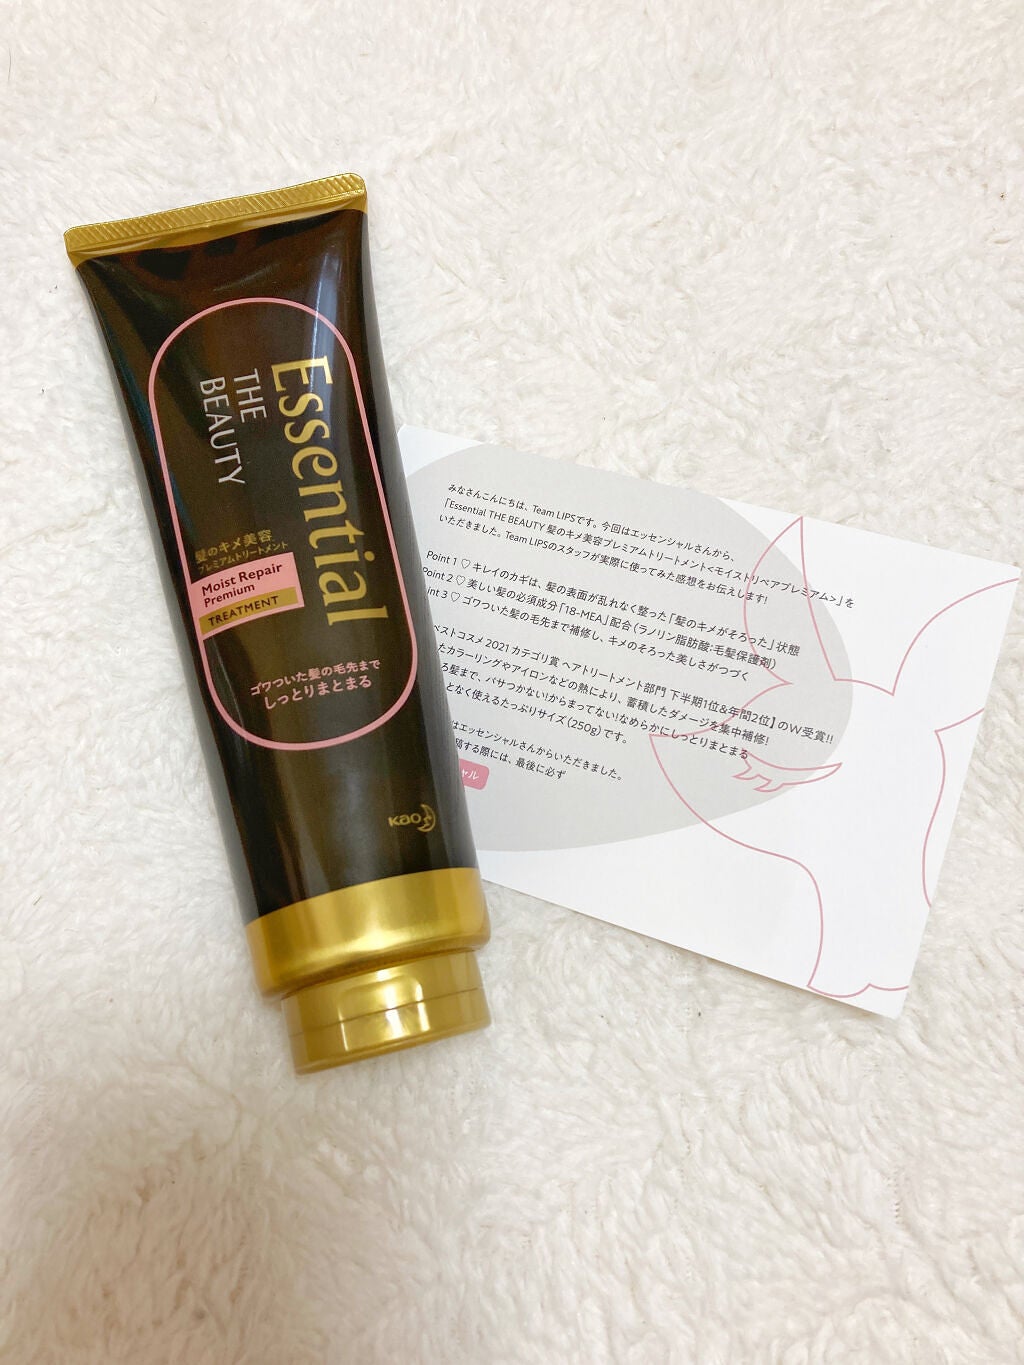 Essential
THE
BEAUTY
髪のキメ美容
プレミアムトリートメント
Moist Repair
Premium
TREATMENT
ゴワついた髪の毛先まで
しっとりまとまる
Kao
みなさんこんにちは、Team LIPSです。今回はエッセンシャルさんから、
「Essential THE BEAUTY 髪のキメ美容プレミアムトリートメント<モイストリペアプレミアム>」を
いただきました。Team LIPSのスタッフが実際に使ってみた感想をお伝えします!
Point 1 ♡ キレイのカギは、髪の表面が乱れなく整った「髪のキメがそろった」状態
Point 2 ♡ 美しい髪の必須成分「18-MEA」配合(ラノリン脂肪酸:毛髪保護剤)
int 3 ♡ ゴワついた髪の毛先まで補修し、キメのそろった美しさがつづく
ベストコスメ2021 カテゴリ賞 ヘアトリートメント部門 下半期1位&年間2位】のW受賞!!
たカラーリングやアイロンなどの熱により、蓄積したダメージを集中補修!
る髪まで、パサつかない!からまってない!なめらかにしっとりまとまる
となく使えるたっぷりサイズ(250g)です。
はエッセンシャルさんからいただきました。
稿する際には、最後に必ず
ャル